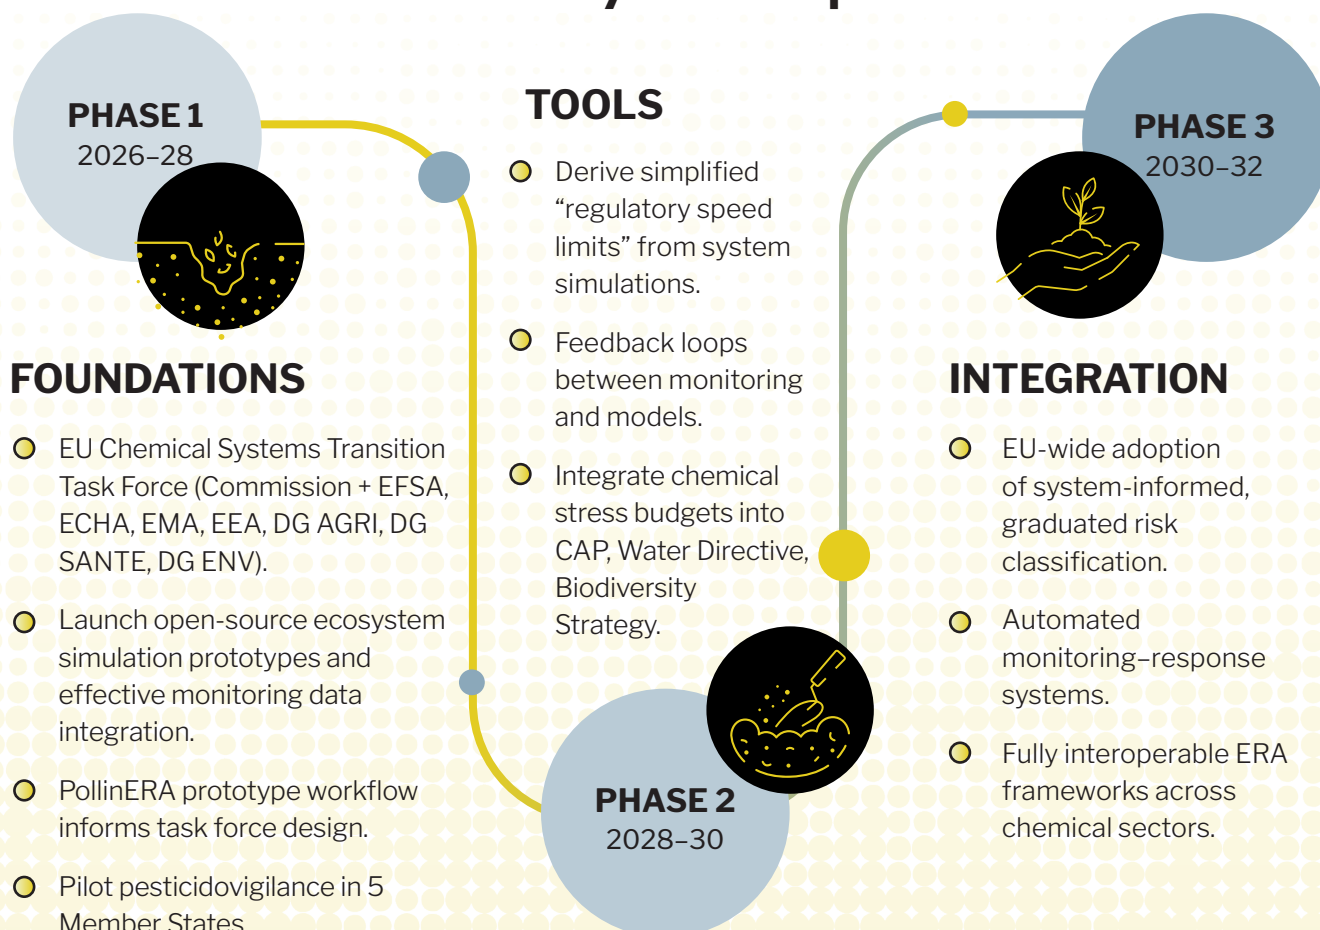 PHASE 1
2026–28
FOUNDATIONS
EU Chemical Systems Transition
Task Force (Commission + EFSA,
ECHA, EMA, EEA, DG AGRI, DG
SANTE, DG ENV).
Launch open-source ecosystem
simulation prototypes and
effective monitoring data
integration.
PollinERA prototype workflow
informs task force design.
Pilot pesticidovigilance in 5
Member States
TOOLS
Derive simplified
“regulatory speed
limits” from system
simulations.
Feedback loops
between monitoring
and models.
Integrate chemical
stress budgets into
CAP, Water Directive,
Biodiversity
Strategy.
PHASE 2
2028–30
PHASE 3
2030–32
INTEGRATION
EU-wide adoption
of system-informed,
graduated risk
classification.
Automated
monitoring–response
systems.
Fully interoperable ERA
frameworks across
chemical sectors.